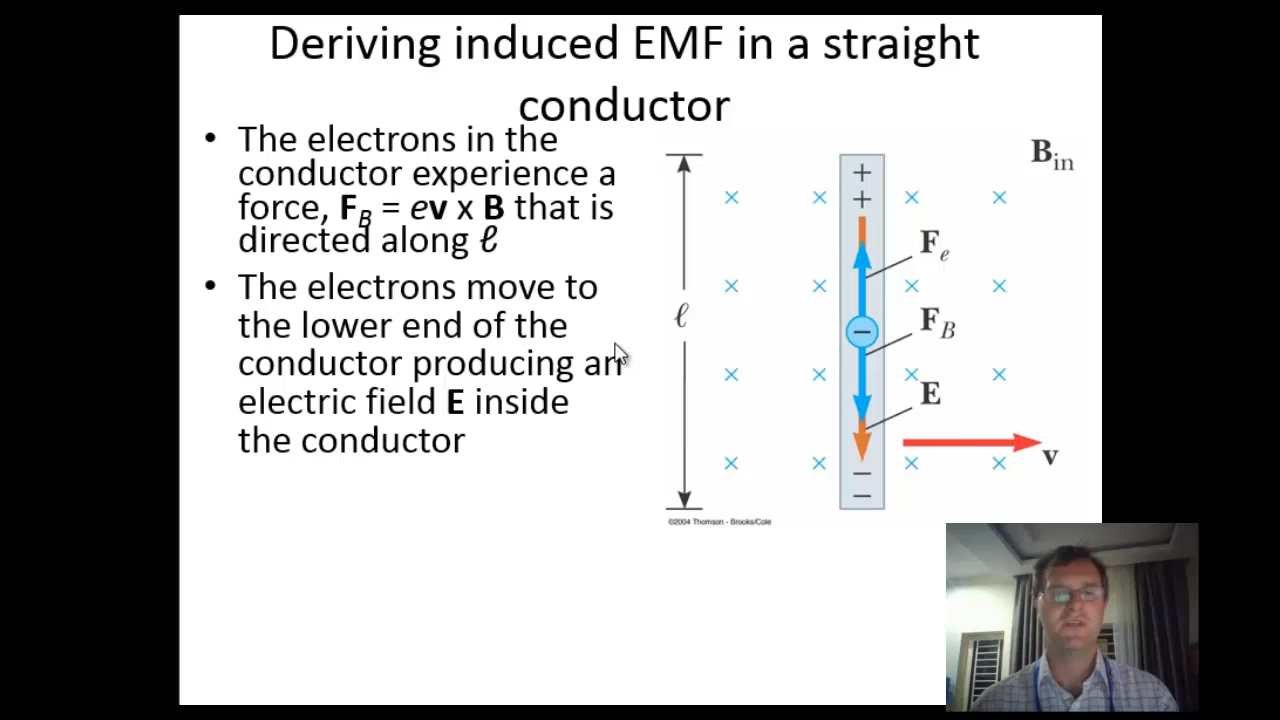 Deriving induced EMF in a straight
conductor
• The electrons in the
conductor experience a
force, F_B = ev x B that is
directed along ℓ
• The electrons move to
the lower end of the
conductor producing an
electric field E inside
the conductor
B_in
+
+
F_e
ℓ
−
F_B
E
v
−
−
©2004 Thomson - Brooks/Cole